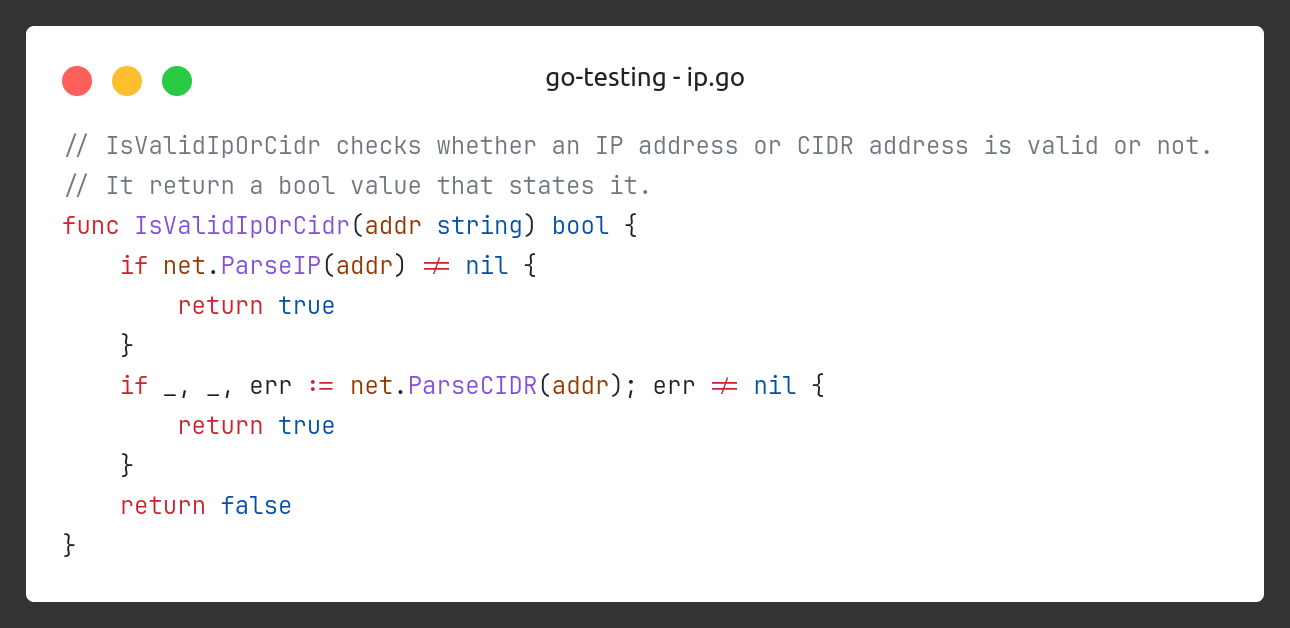 go-testing - ip.go
// IsValidIpOrCidr checks whether an IP address or CIDR address is valid or not.
// It return a bool value that states it.
func IsValidIpOrCidr(addr string) bool {
    if net.ParseIP(addr) != nil {
        return true
    }
    if _, _, err := net.ParseCIDR(addr); err != nil {
        return true
    }
    return false
}